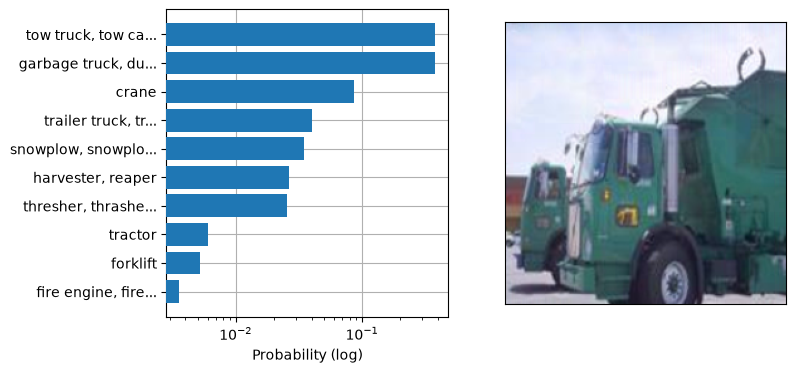 tow truck, tow ca...
garbage truck, du...
crane
trailer truck, tr...
snowplow, snowplo...
harvester, reaper
thresher, thrashe...
tractor
forklift
fire engine, fire...
10⁻² 10⁻¹
Probability (log)